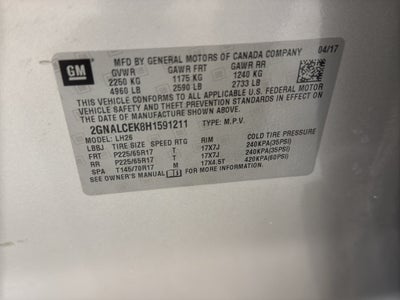 GM
MFD BY GENERAL MOTORS OF CANADA COMPANY 04/17
GVWR GAWR FRT GAWR RR
2250 KG 1175 KG 1240 KG
4960 LB 2590 LB 2733 LB
THIS VEHICLE CONFORMS TO ALL APPLICABLE U.S. FEDERAL MOTOR
VEHICLE SAFETY AND THEFT PREVENTION STANDARDS IN EFFECT ON
THE DATE OF MANUFACTURE SHOWN ABOVE.
2GNALCEK8H1591211 TYPE: M.P.V.
MODEL: LH26
LBBJ TIRE SIZE SPEED RTG RIM COLD TIRE PRESSURE
FRT P225/65R17 T 17X7J 240KPA(35PSI)
RR P225/65R17 T 17X7J 240KPA(35PSI)
SPA T145/70R17 M 17X4.5T 420KPA(60PSI)
SEE OWNER'S MANUAL FOR ADDITIONAL INFORMATION